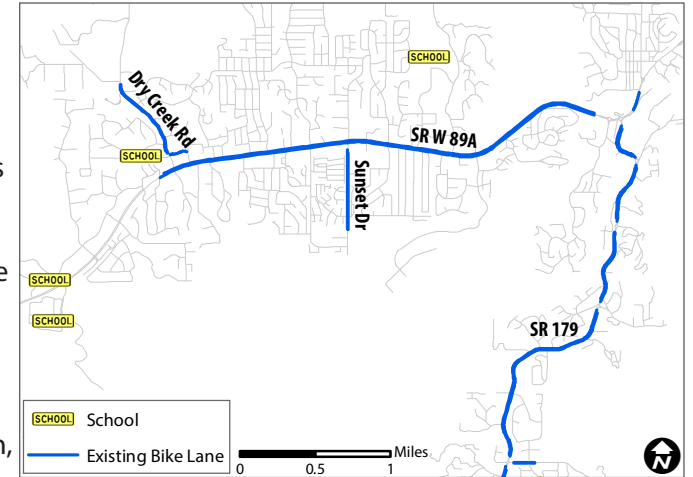 SCHOOL
Dry Creek Rd
SR W 89A
SCHOOL
Sunset Dr
SCHOOL
SCHOOL
SR 179
SCHOOL School
Existing Bike Lane
0 0.5 1 Miles
N
s
e
n,